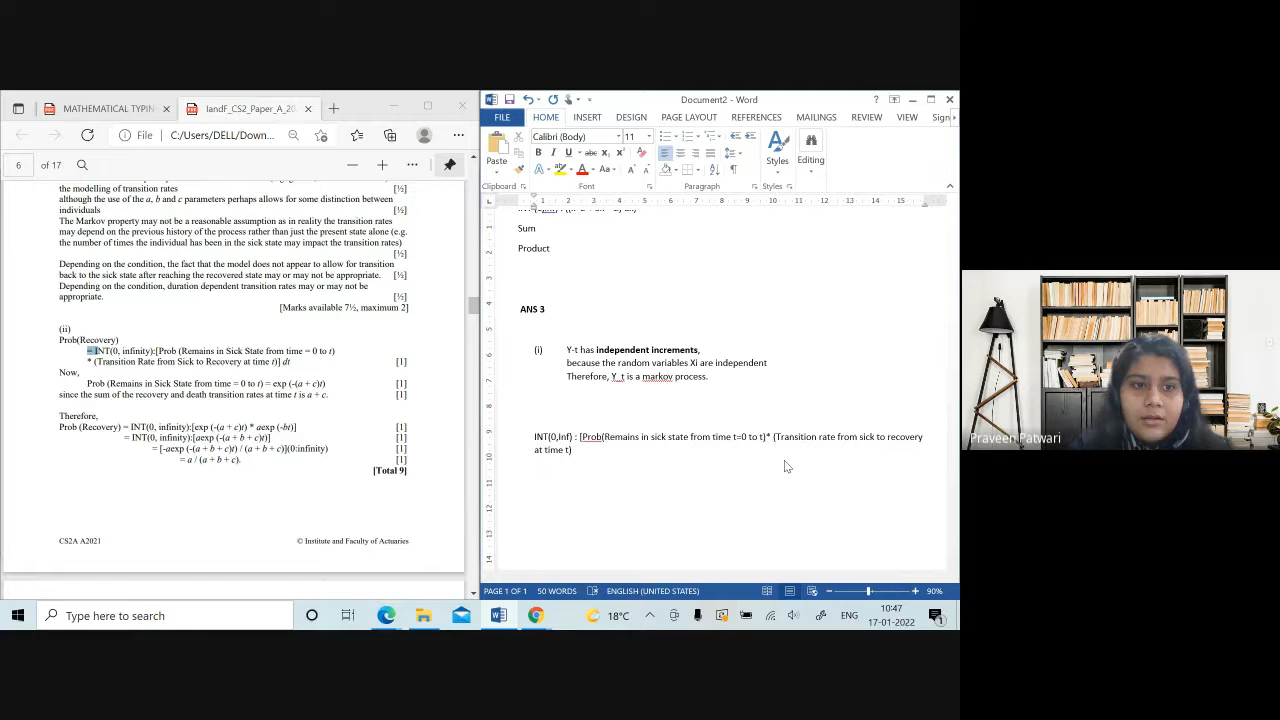 MATHEMATICAL TYPIN
IandF_CS2_Paper_A_20
File
C:/Users/DELL/Down...
6
of 17
the modelling of transition rates
[½]
although the use of the a, b and c parameters perhaps allows for some distinction between
individuals
[½]
The Markov property may not be a reasonable assumption as in reality the transition rates
may depend on the previous history of the process rather than just the present state alone (e.g.
the number of times the individual has been in the sick state may impact the transition rates)
[½]
Depending on the condition, the fact that the model does not appear to allow for transition
back to the sick state after reaching the recovered state may or may not be appropriate. [½]
Depending on the condition, duration dependent transition rates may or may not be
appropriate. [½]
[Marks available 7½, maximum 2]
(ii)
Prob(Recovery)
= INT(0, infinity):[Prob (Remains in Sick State from time = 0 to t)
* (Transition Rate from Sick to Recovery at time t)] dt [1]
Now,
Prob (Remains in Sick State from time = 0 to t) = exp (-(a + c)t) [1]
since the sum of the recovery and death transition rates at time t is a + c. [1]
Therefore,
Prob (Recovery) = INT(0, infinity):[exp (-(a + c)t * aexp (-bt)] [1]
= INT(0, infinity):[aexp (-(a + b + c)t)] [1]
= [-aexp (-(a + b + c)t) / (a + b + c)](0:infinity) [1]
= a / (a + b + c). [1]
[Total 9]
CS2A A2021
© Institute and Faculty of Actuaries
Document2 - Word
FILE HOME INSERT DESIGN PAGE LAYOUT REFERENCES MAILINGS REVIEW VIEW Sign
Paste
Calibri (Body) 11
B I U abc x₂ x²
Styles
Editing
Clipboard Font Paragraph Styles
Sum
Product
ANS 3
(i) Y-t has independent increments,
because the random variables Xi are independent
Therefore, Y_t is a markov process.
INT(0,Inf) : [Prob(Remains in sick state from time t=0 to t)* (Transition rate from sick to recovery
at time t)
PAGE 1 OF 1 50 WORDS ENGLISH (UNITED STATES) 90%
Praveen Patwari
Type here to search
18°C
ENG
10:47
17-01-2022